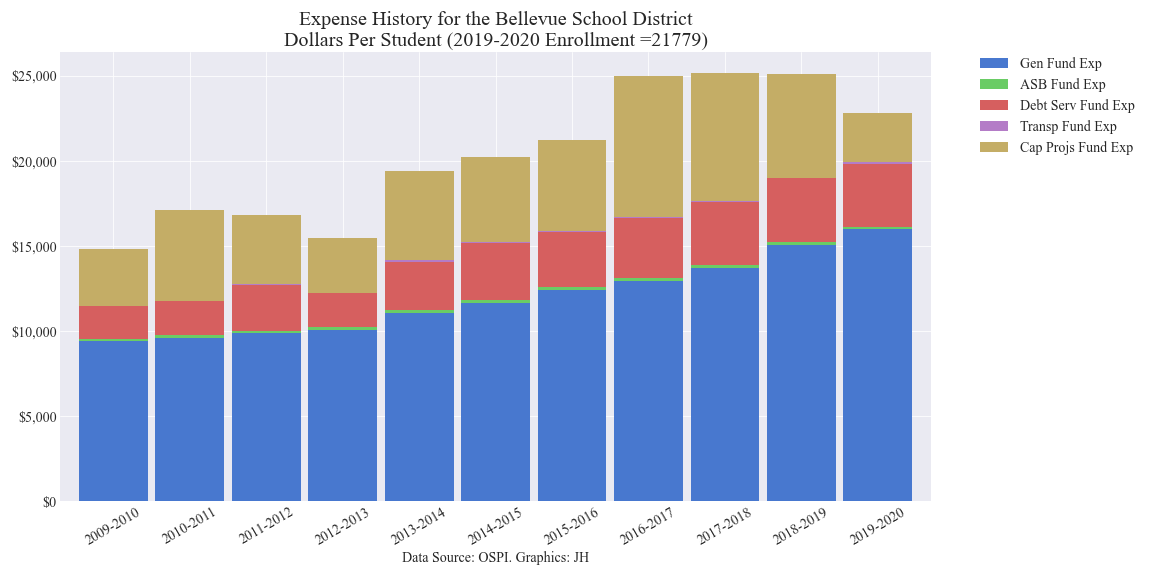 Expense History for the Bellevue School District
Dollars Per Student (2019-2020 Enrollment =21779)
Gen Fund Exp
ASB Fund Exp
Debt Serv Fund Exp
Transp Fund Exp
Cap Projs Fund Exp
$25,000
$20,000
$15,000
$10,000
$5,000
$0
2009-2010
2010-2011
2011-2012
2012-2013
2013-2014
2014-2015
2015-2016
2016-2017
2017-2018
2018-2019
2019-2020
Data Source: OSPI. Graphics: JH